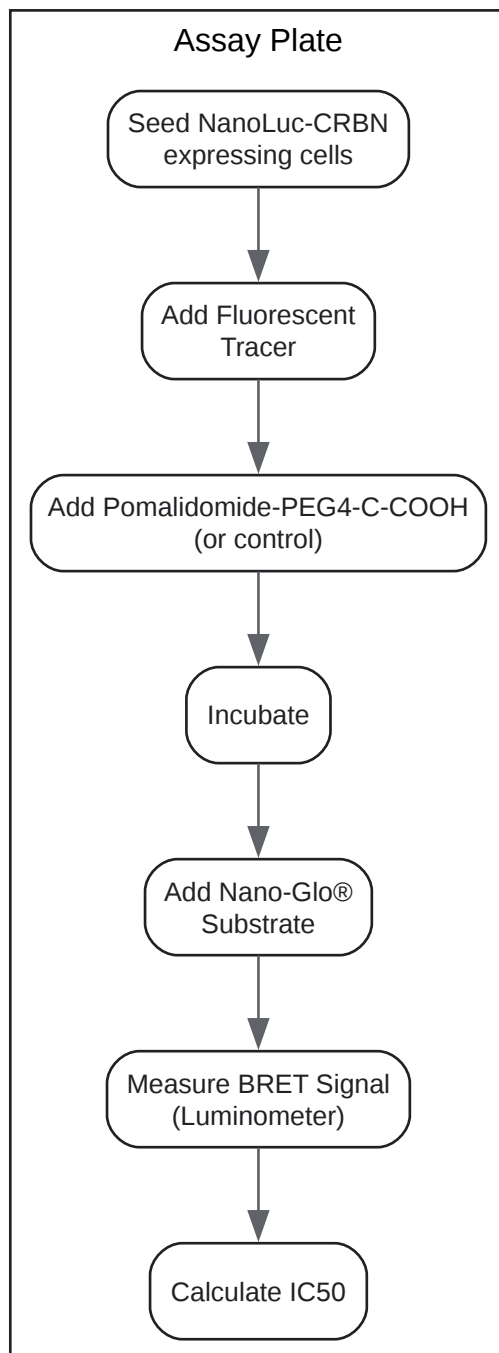 Assay Plate
Seed NanoLuc-CRBN
expressing cells
Add Fluorescent
Tracer
Add Pomalidomide-PEG4-C-COOH
(or control)
Incubate
Add Nano-Glo®
Substrate
Measure BRET Signal
(Luminometer)
Calculate IC50